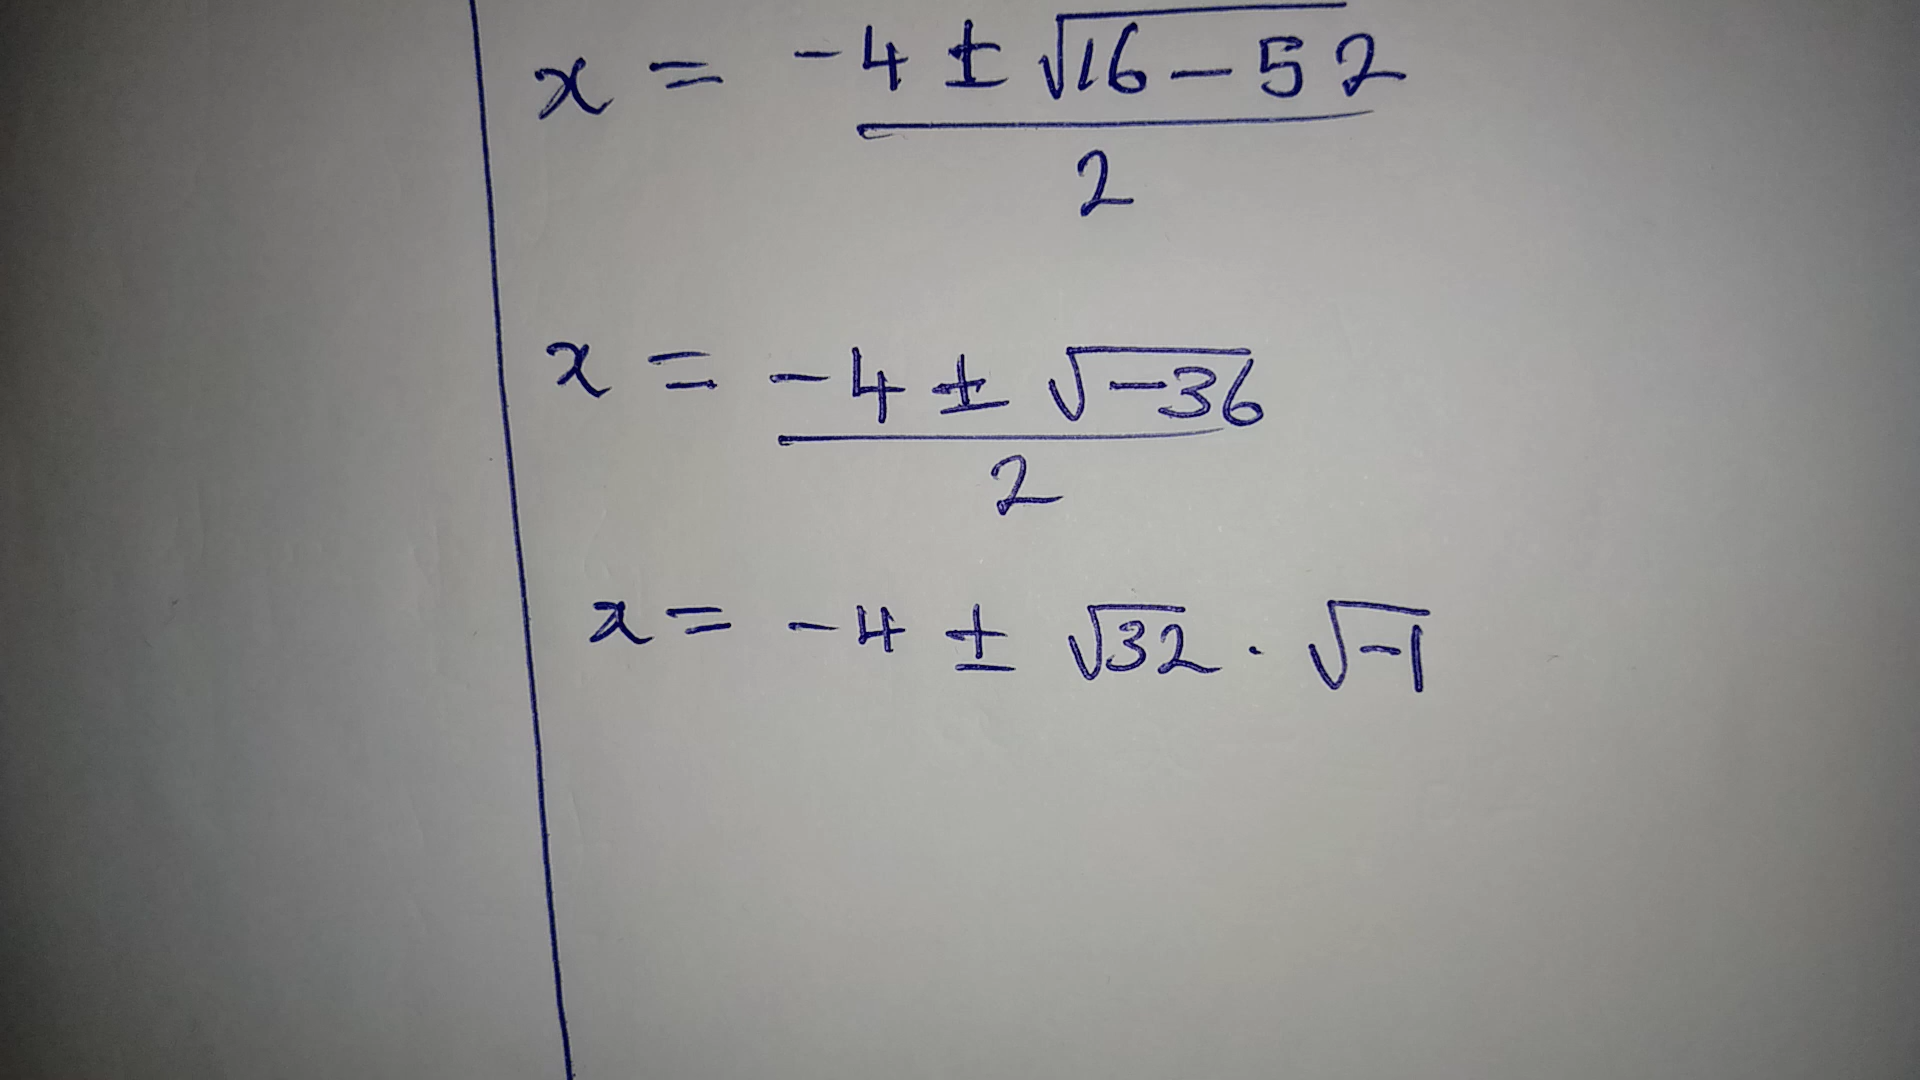 x = -4 ± √16 - 52
2
x = -4 ± √-36
2
x = -4 ± √32 . √-1